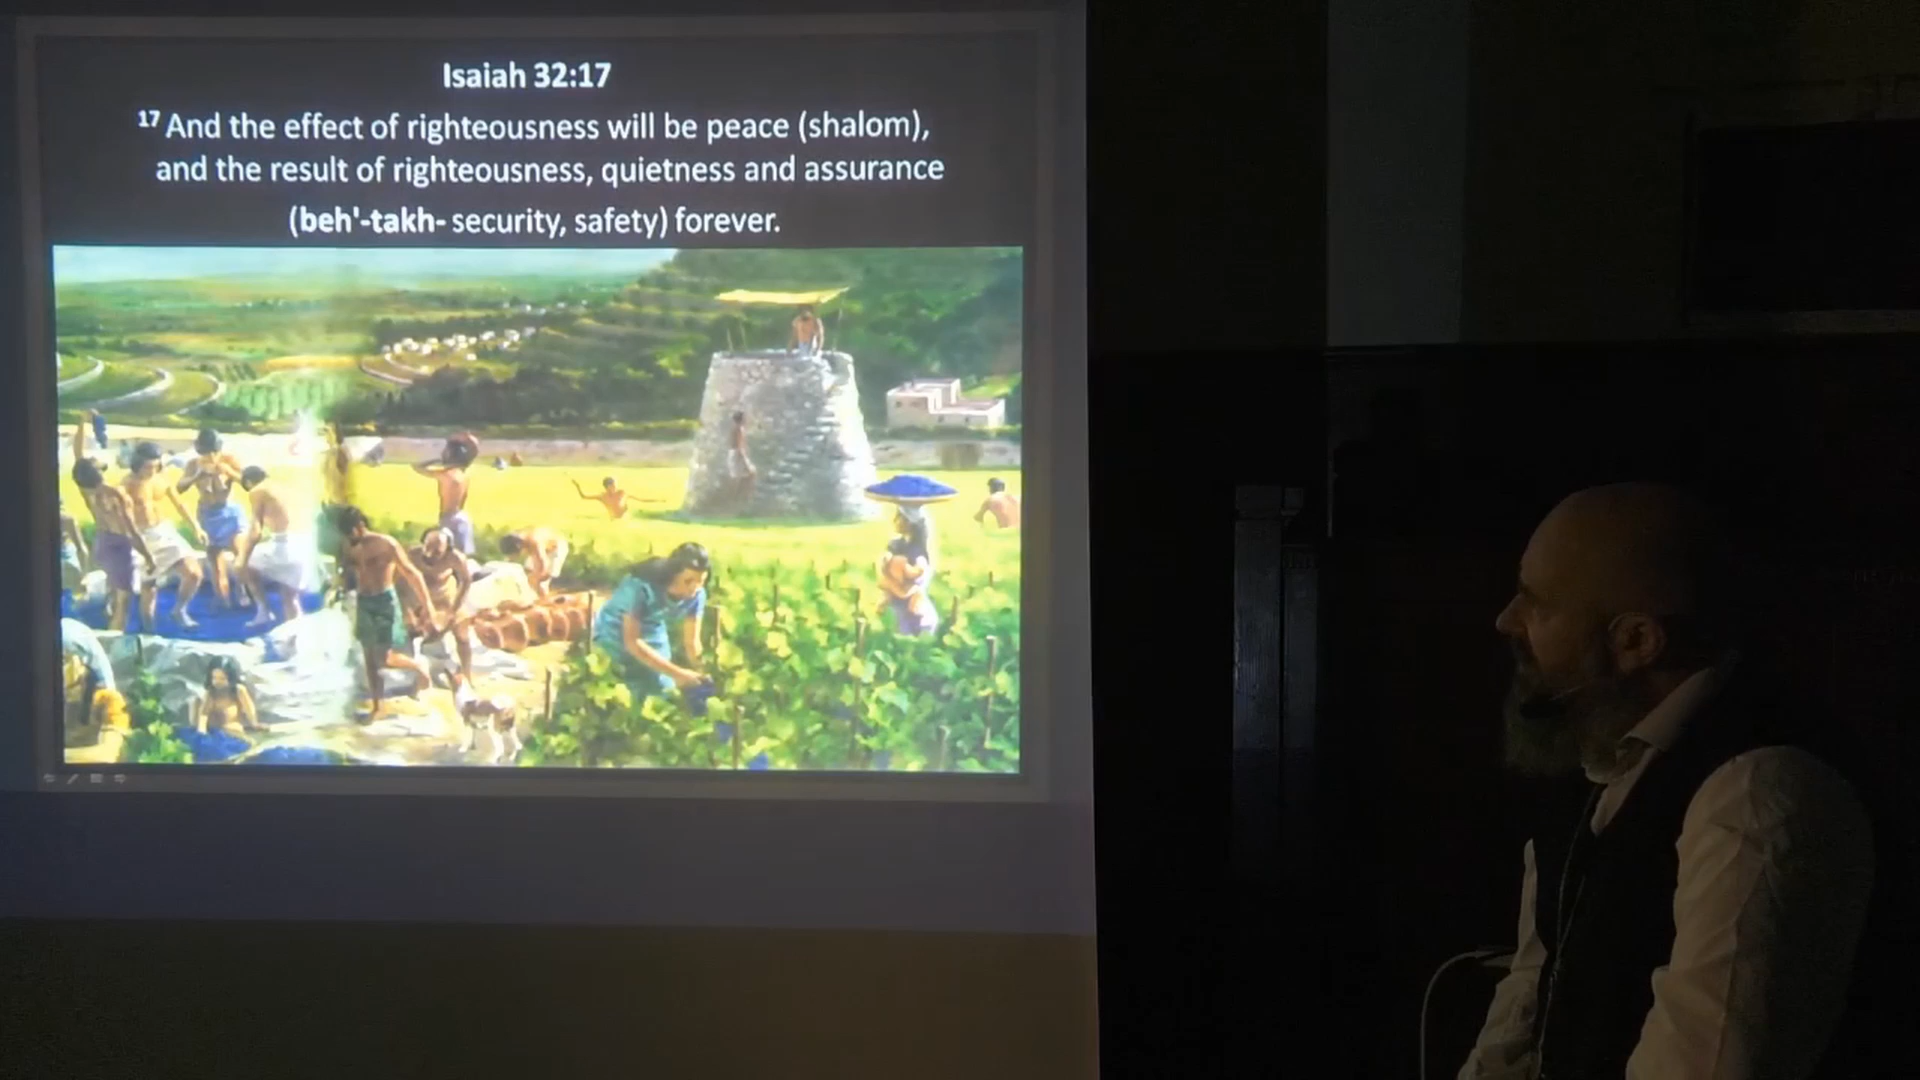 Isaiah 32:17
17 And the effect of righteousness will be peace (shalom),
and the result of righteousness, quietness and assurance
(beh'-takh- security, safety) forever.